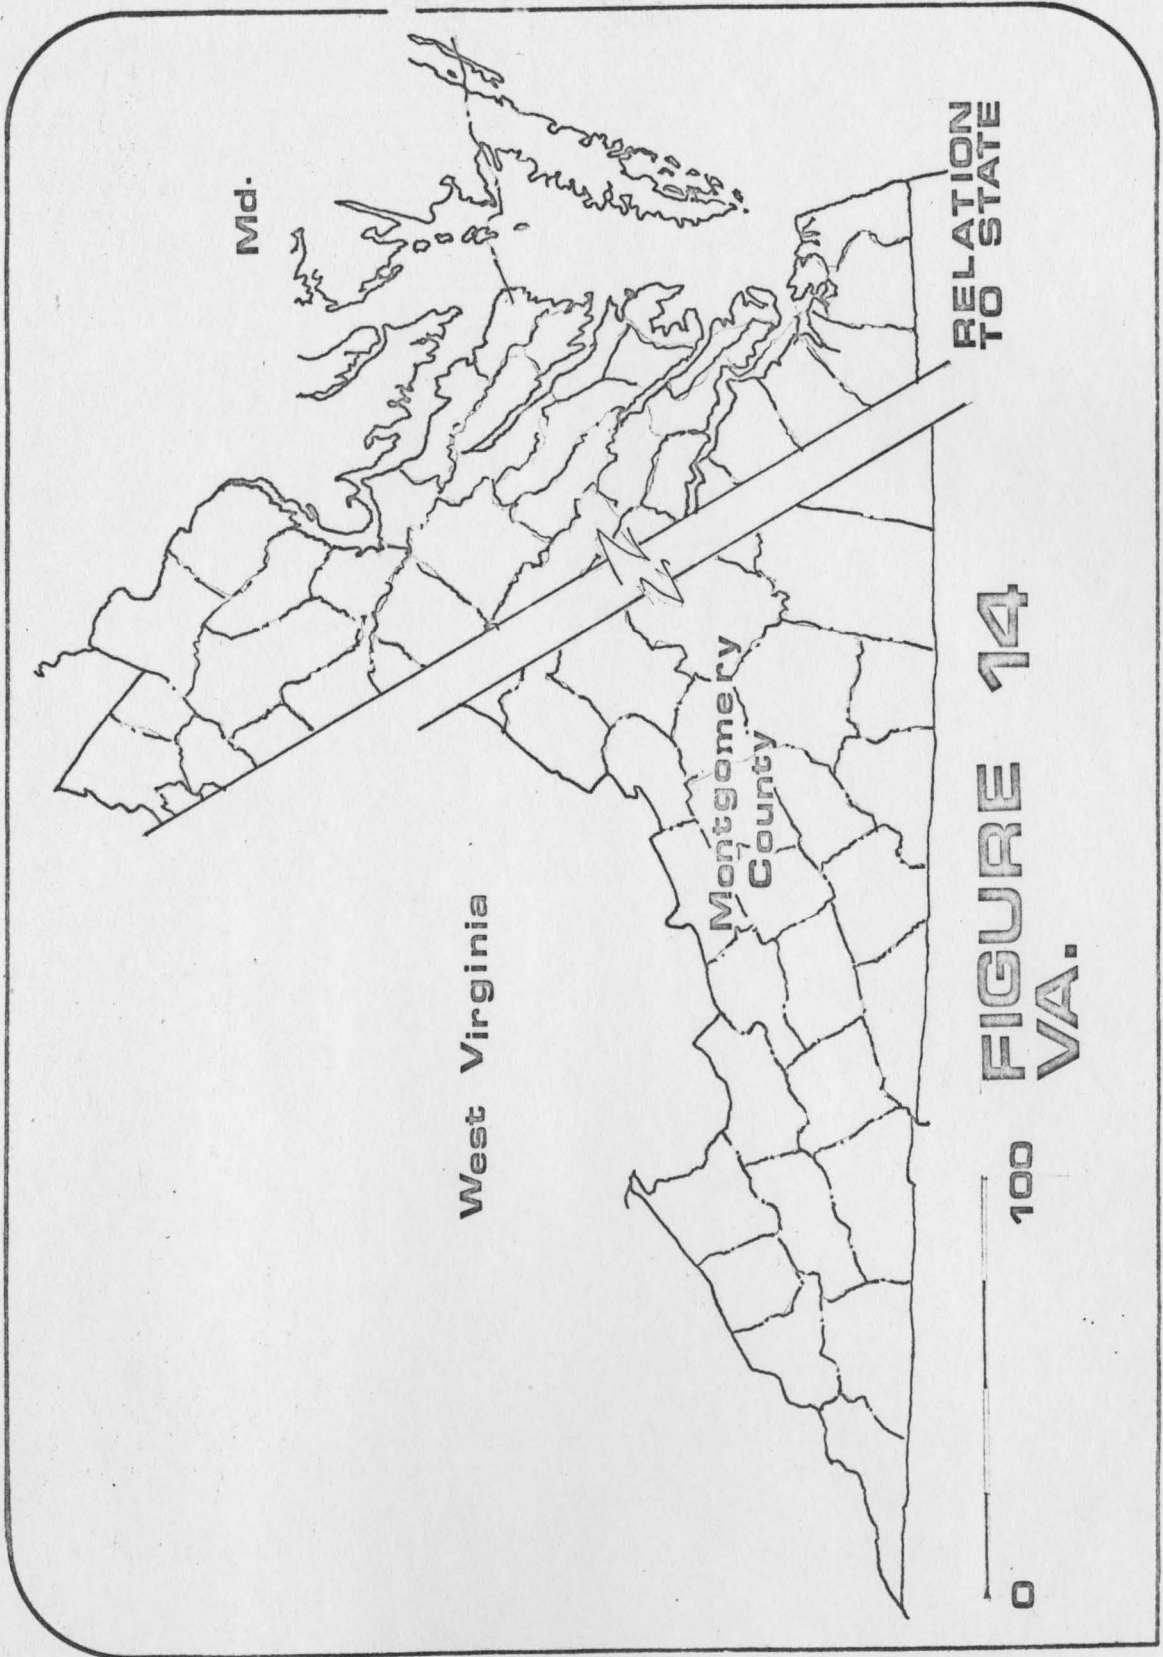 Md.
West Virginia
Montgomery
County
RELATION
TO STATE
0 100
FIGURE 14
VA.